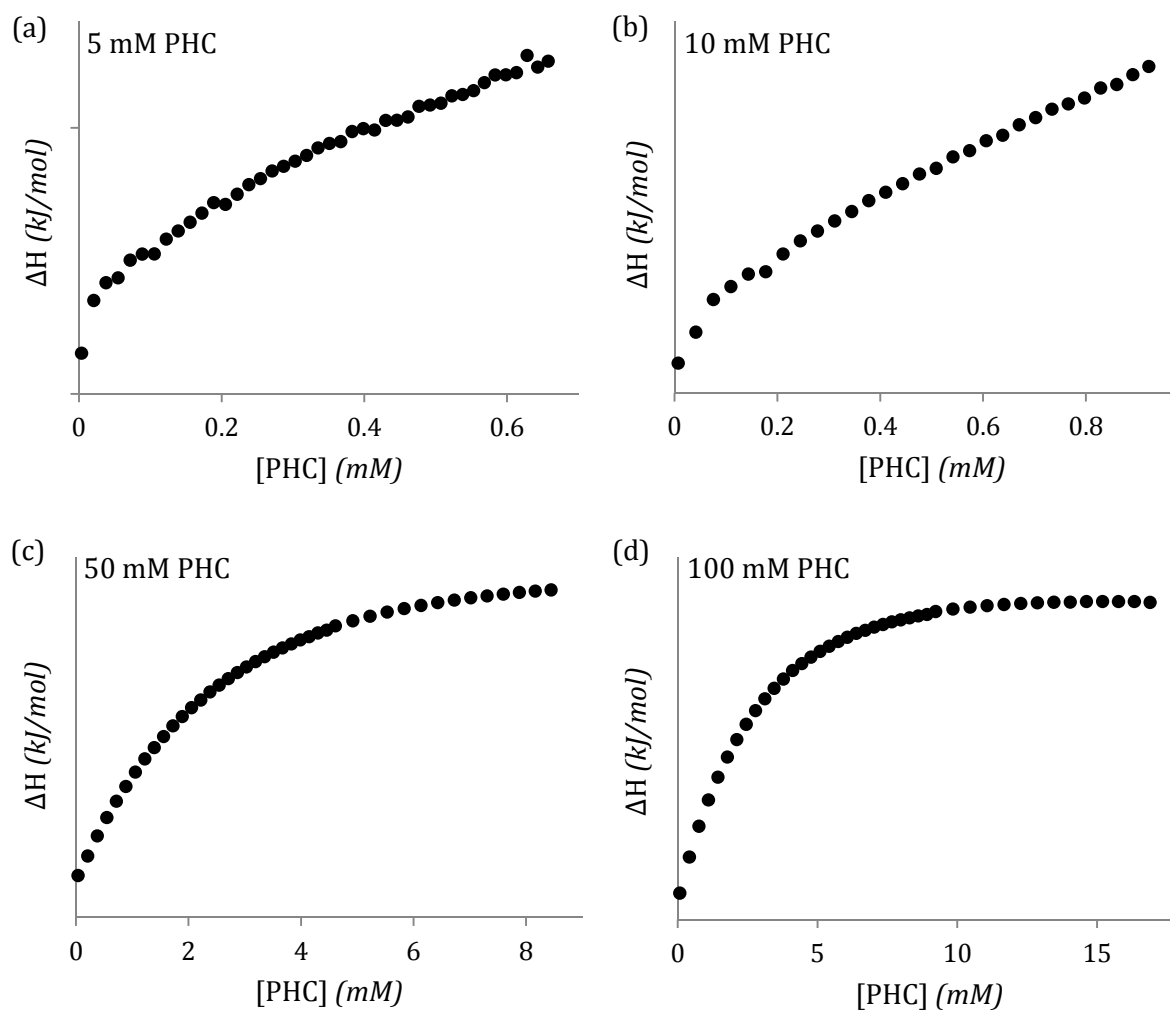 (a)
5 mM PHC
ΔH (kJ/mol)
0
0.2
0.4
0.6
[PHC] (mM)
(b)
10 mM PHC
ΔH (kJ/mol)
0
0.2
0.4
0.6
0.8
[PHC] (mM)
(c)
50 mM PHC
ΔH (kJ/mol)
0
2
4
6
8
[PHC] (mM)
(d)
100 mM PHC
ΔH (kJ/mol)
0
5
10
15
[PHC] (mM)